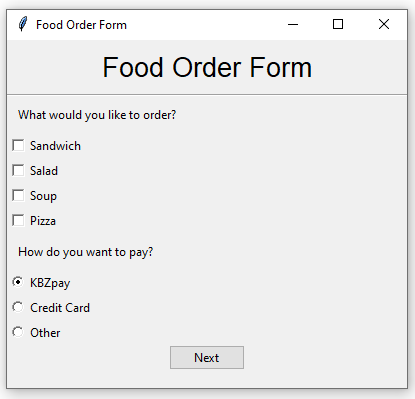 Food Order Form
Food Order Form
What would you like to order?
Sandwich
Salad
Soup
Pizza
How do you want to pay?
KBZpay
Credit Card
Other
Next